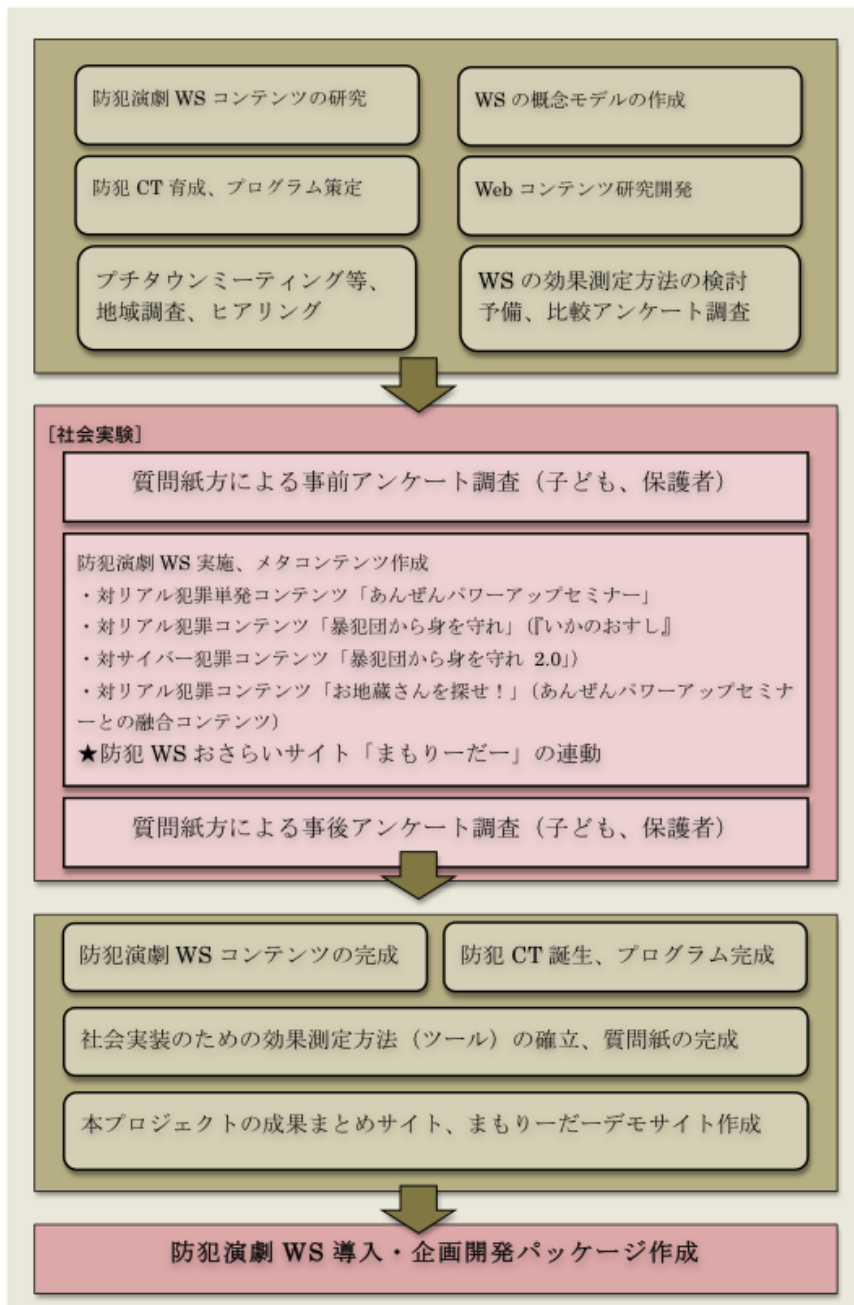 防犯演劇 WS コンテンツの研究
WS の概念モデルの作成
防犯 CT 育成、プログラム策定
Web コンテンツ研究開発
プチタウンミーティング等、
地域調査、ヒアリング
WS の効果測定方法の検討
予備、比較アンケート調査
［社会実験］
質問紙方による事前アンケート調査（子ども、保護者）
防犯演劇 WS 実施、メタコンテンツ作成
・対リアル犯罪単発コンテンツ「あんぜんパワーアップセミナー」
・対リアル犯罪コンテンツ「暴犯団から身を守れ」（『いかのおすし』
・対サイバー犯罪コンテンツ「暴犯団から身を守れ 2.0」）
・対リアル犯罪コンテンツ「お地蔵さんを探せ！」（あんぜんパワーアップセミナ
ーとの融合コンテンツ）
★防犯 WS おさらいサイト「まもりーだー」の連動
質問紙方による事後アンケート調査（子ども、保護者）
防犯演劇 WS コンテンツの完成
防犯 CT 誕生、プログラム完成
社会実装のための効果測定方法（ツール）の確立、質問紙の完成
本プロジェクトの成果まとめサイト、まもりーだーデモサイト作成
防犯演劇 WS 導入・企画開発パッケージ作成